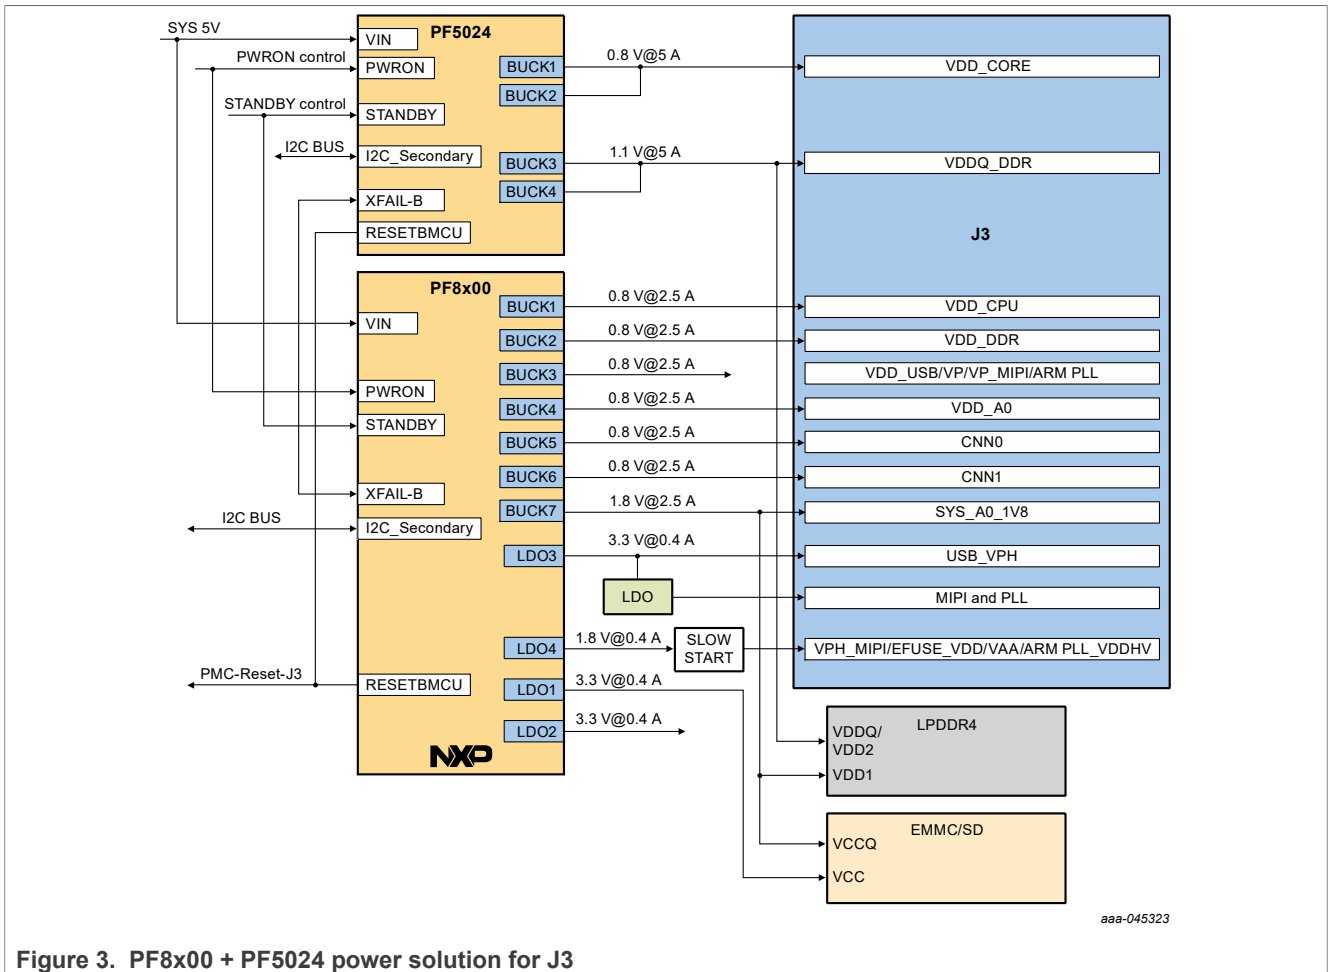 SYS 5V
PWRON control
STANDBY control
I2C BUS
PF5024
VIN
PWRON
STANDBY
I2C_Secondary
XFAIL-B
RESETBMCU
BUCK1
BUCK2
BUCK3
BUCK4
0.8 V@5 A
1.1 V@5 A
VDD_CORE
VDDQ_DDR
J3
PF8x00
VIN
PWRON
STANDBY
XFAIL-B
I2C BUS
I2C_Secondary
PMC-Reset-J3
RESETBMCU
NXP
BUCK1
0.8 V@2.5 A
VDD_CPU
BUCK2
0.8 V@2.5 A
VDD_DDR
BUCK3
0.8 V@2.5 A
VDD_USB/VP/VP_MIPI/ARM PLL
BUCK4
0.8 V@2.5 A
VDD_A0
BUCK5
0.8 V@2.5 A
CNN0
BUCK6
0.8 V@2.5 A
CNN1
BUCK7
1.8 V@2.5 A
SYS_A0_1V8
LDO3
3.3 V@0.4 A
USB_VPH
LDO
MIPI and PLL
LDO4
1.8 V@0.4 A
SLOW
START
VPH_MIPI/EFUSE_VDD/VAA/ARM PLL_VDDHV
LDO1
3.3 V@0.4 A
LDO2
3.3 V@0.4 A
LPDDR4
VDDQ/
VDD2
VDD1
EMMC/SD
VCCQ
VCC
aaa-045323
Figure 3. PF8x00 + PF5024 power solution for J3